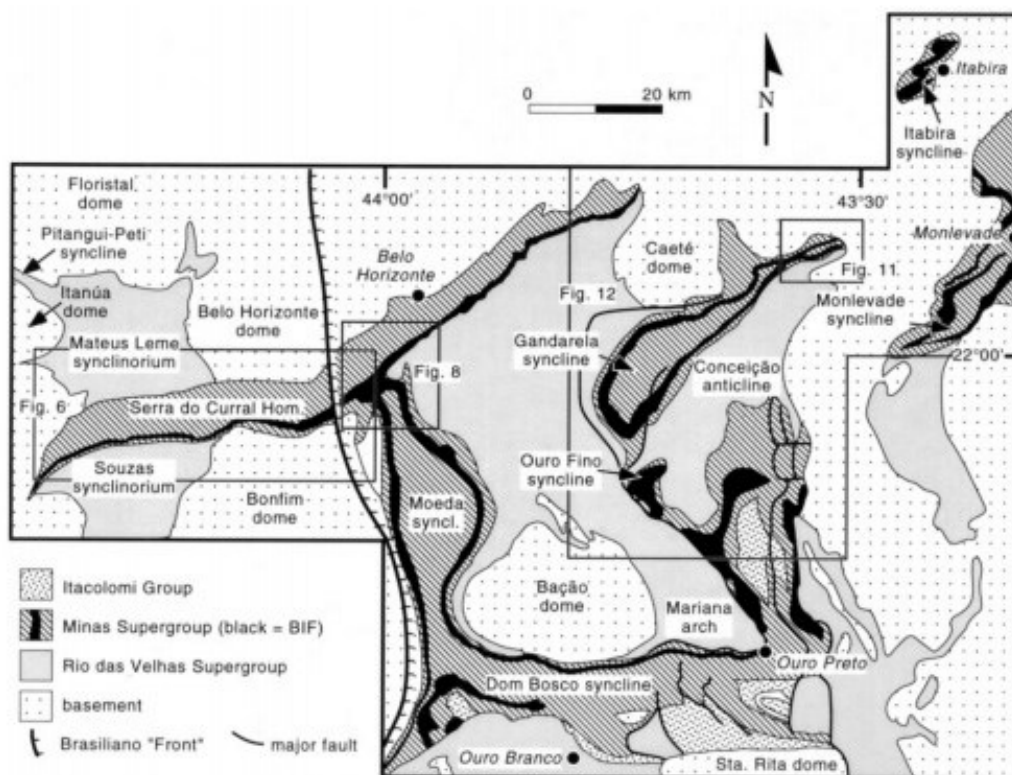 Itabira
0 20 km
N
Itabira
syncline
Floristal
dome
44°00'
43°30'
Pitangui-Peti
syncline
Monlevade
Belo
Horizonte
Caeté
dome
Fig. 11
Itanúa
dome
Fig. 12
Monlevade
syncline
Belo Horizonte
dome
Mateus Leme
synclinorium
Gandarela
syncline
22°00'
Fig. 8
Conceição
anticline
Fig. 6
Serra do Curral Hom.
Ouro Fino
syncline
Souzas
synclinorium
Bonfim
dome
Moeda
syncl.
Itacolomi Group
Bação
dome
Mariana
arch
Minas Supergroup (black = BIF)
Rio das Velhas Supergroup
Ouro Preto
Dom Bosco syncline
basement
Brasiliano "Front"
major fault
Ouro Branco
Sta. Rita dome